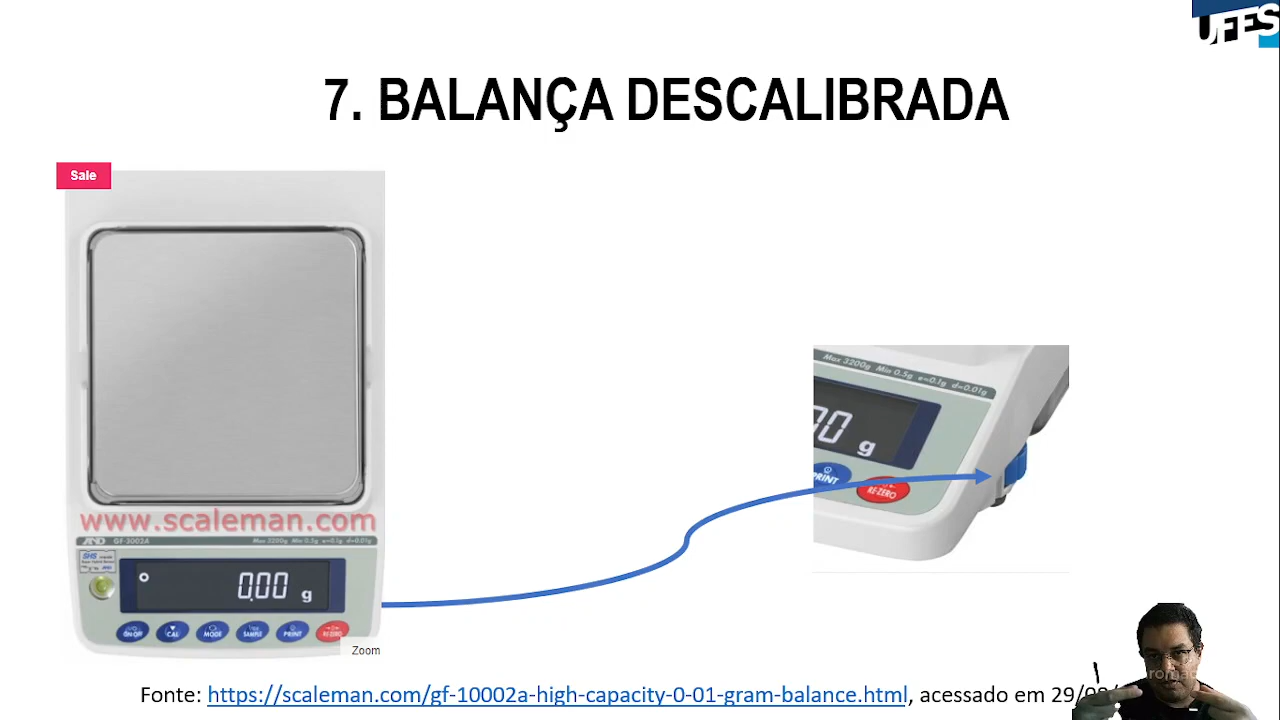 UFES
7. BALANÇA DESCALIBRADA
Sale
www.scaleman.com
AND GF-3002A Max 3200g Min 0.5g e=0.1g d=0.01g
SHS
0.00 g
ON:OFF CAL MODE SAMPLE PRINT RE-ZERO
Zoom
Max 3200g Min 0.5g e=0.1g d=0.01g
00 g
PRINT
RE-ZERO
Fonte: https://scaleman.com/gf-10002a-high-capacity-0-01-gram-balance.html, acessado em 29/